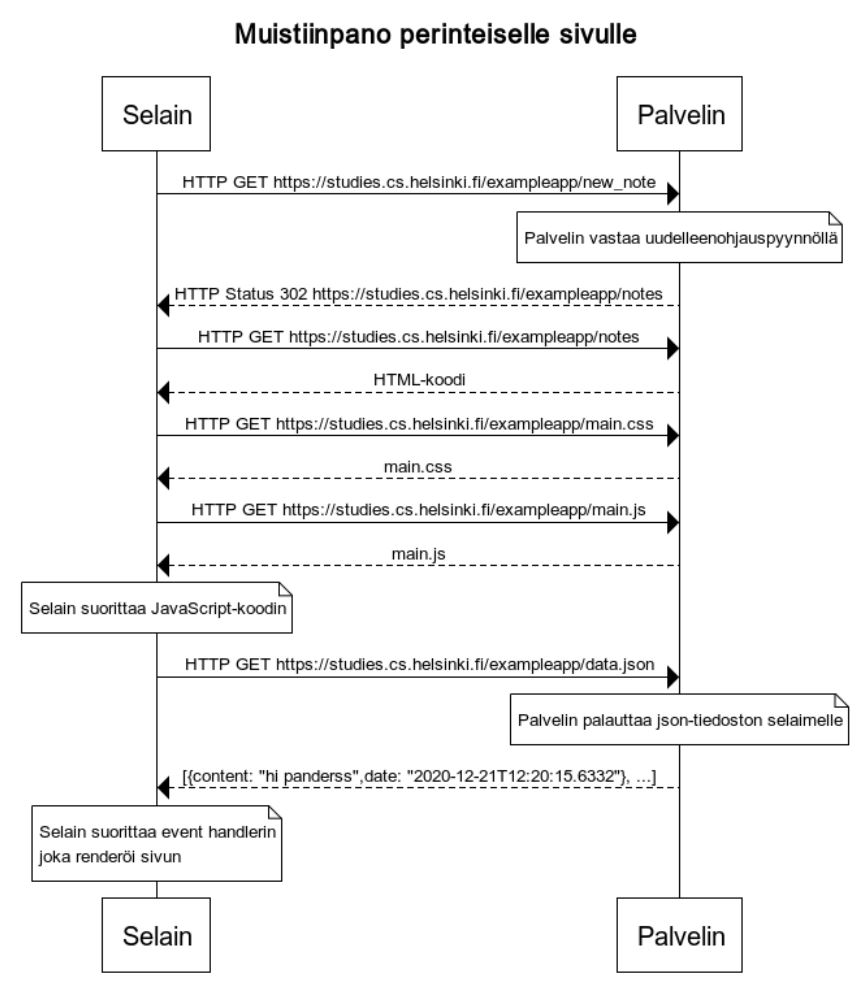 Muistiinpano perinteiselle sivulle
Selain
Palvelin
HTTP GET https://studies.cs.helsinki.fi/exampleapp/new_note
Palvelin vastaa uudelleenohjauspyynnöllä
HTTP Status 302 https://studies.cs.helsinki.fi/exampleapp/notes
HTTP GET https://studies.cs.helsinki.fi/exampleapp/notes
HTML-koodi
HTTP GET https://studies.cs.helsinki.fi/exampleapp/main.css
main.css
HTTP GET https://studies.cs.helsinki.fi/exampleapp/main.js
main.js
Selain suorittaa JavaScript-koodin
HTTP GET https://studies.cs.helsinki.fi/exampleapp/data.json
Palvelin palauttaa json-tiedoston selaimelle
[{content: "hi panderss",date: "2020-12-21T12:20:15.6332"}, ...]
Selain suorittaa event handlerin
joka renderöi sivun
Selain
Palvelin